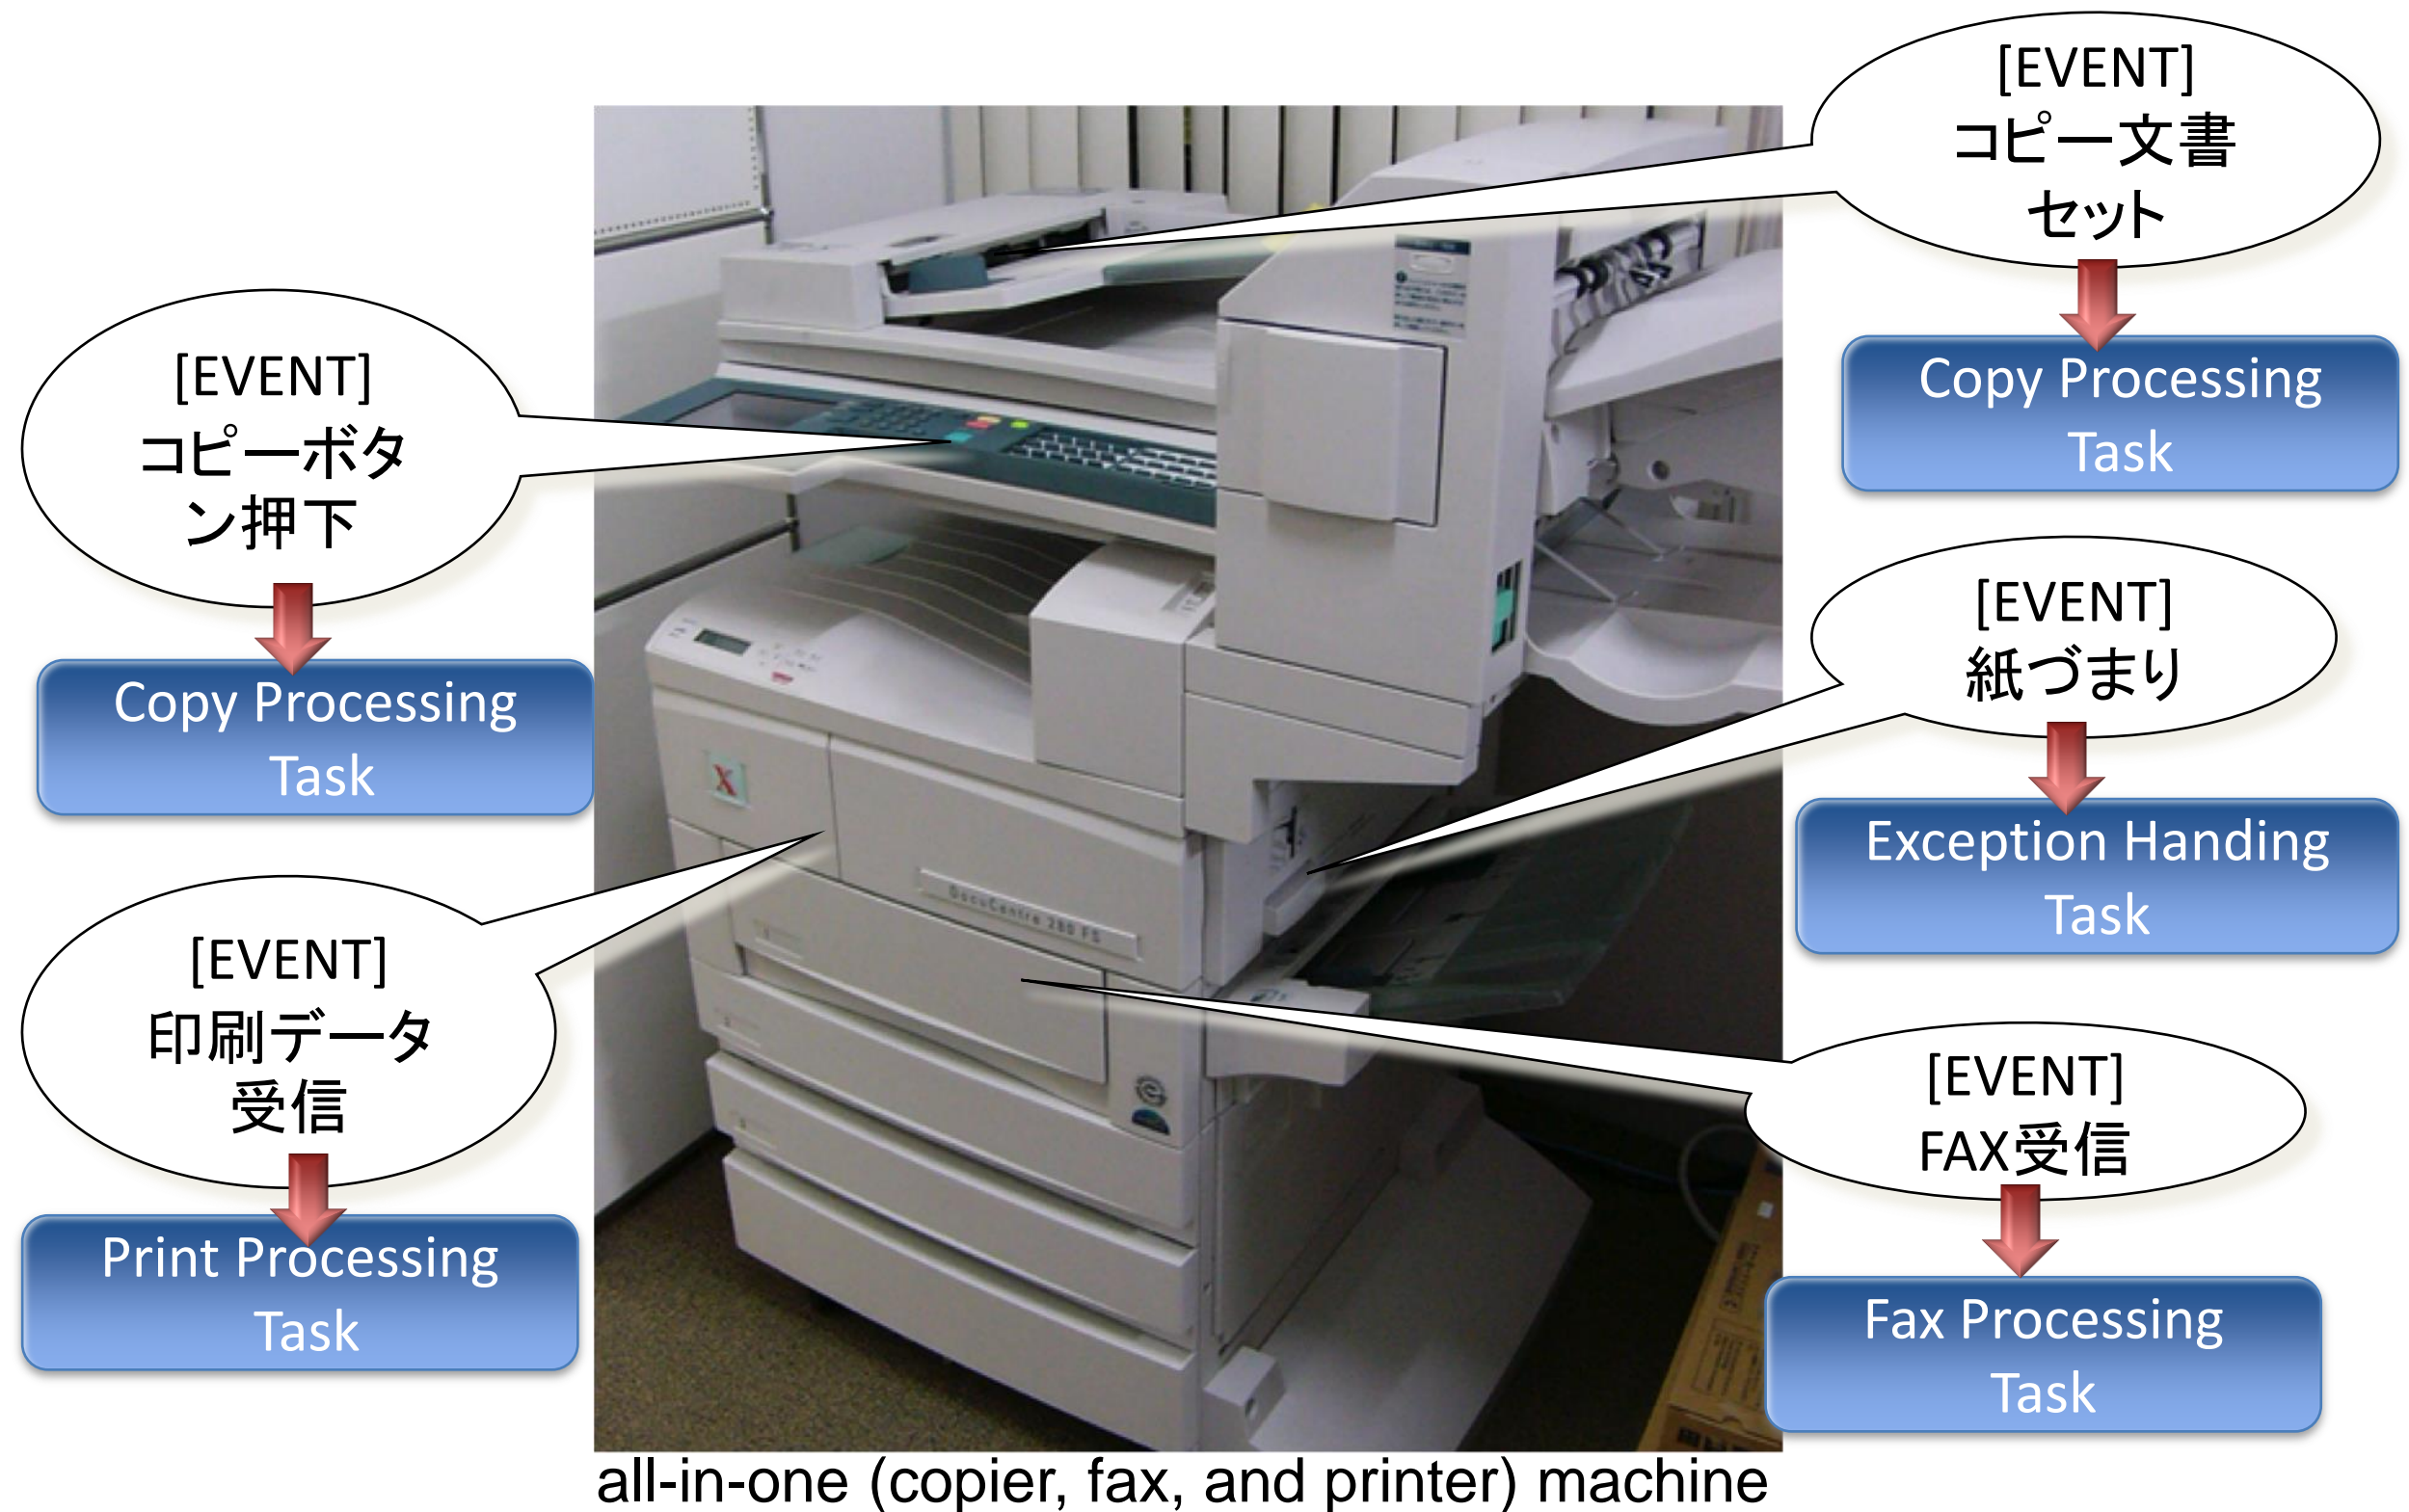 [EVENT]
コピー文書
セット
Copy Processing
Task
[EVENT]
コピーボタ
ン押下
Copy Processing
Task
[EVENT]
紙づまり
Exception Handing
Task
[EVENT]
印刷データ
受信
Print Processing
Task
[EVENT]
FAX受信
Fax Processing
Task
X
DocuCentre 280 FS
all-in-one (copier, fax, and printer) machine